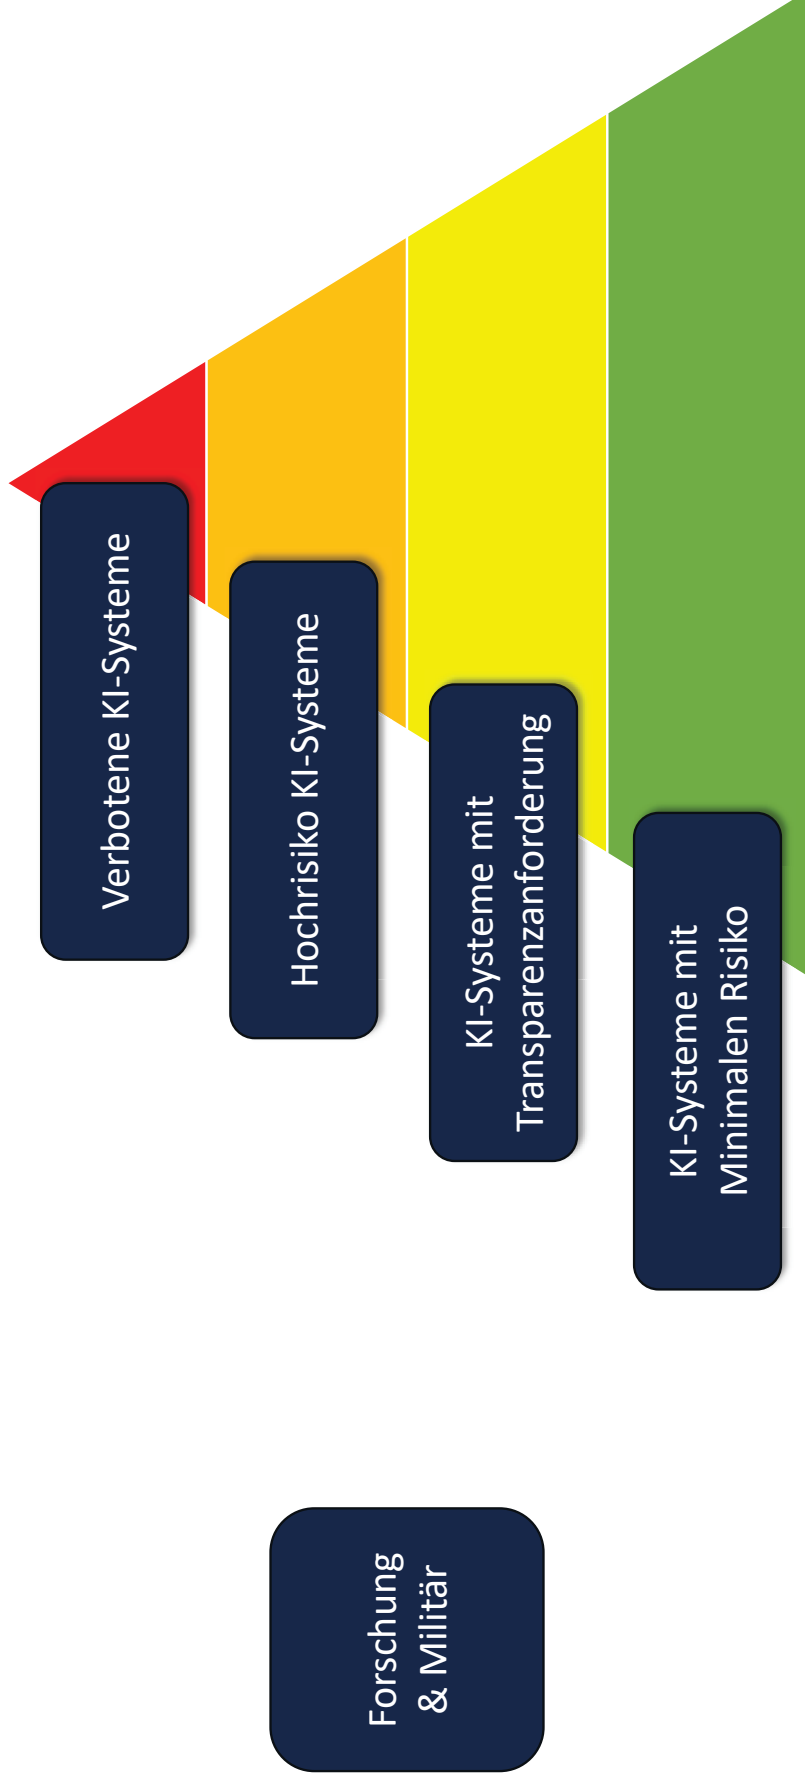 Verbotene KI-Systeme
Hochrisiko KI-Systeme
KI-Systeme mit
Transparenzanforderung
KI-Systeme mit
Minimalen Risiko
Forschung
& Militär